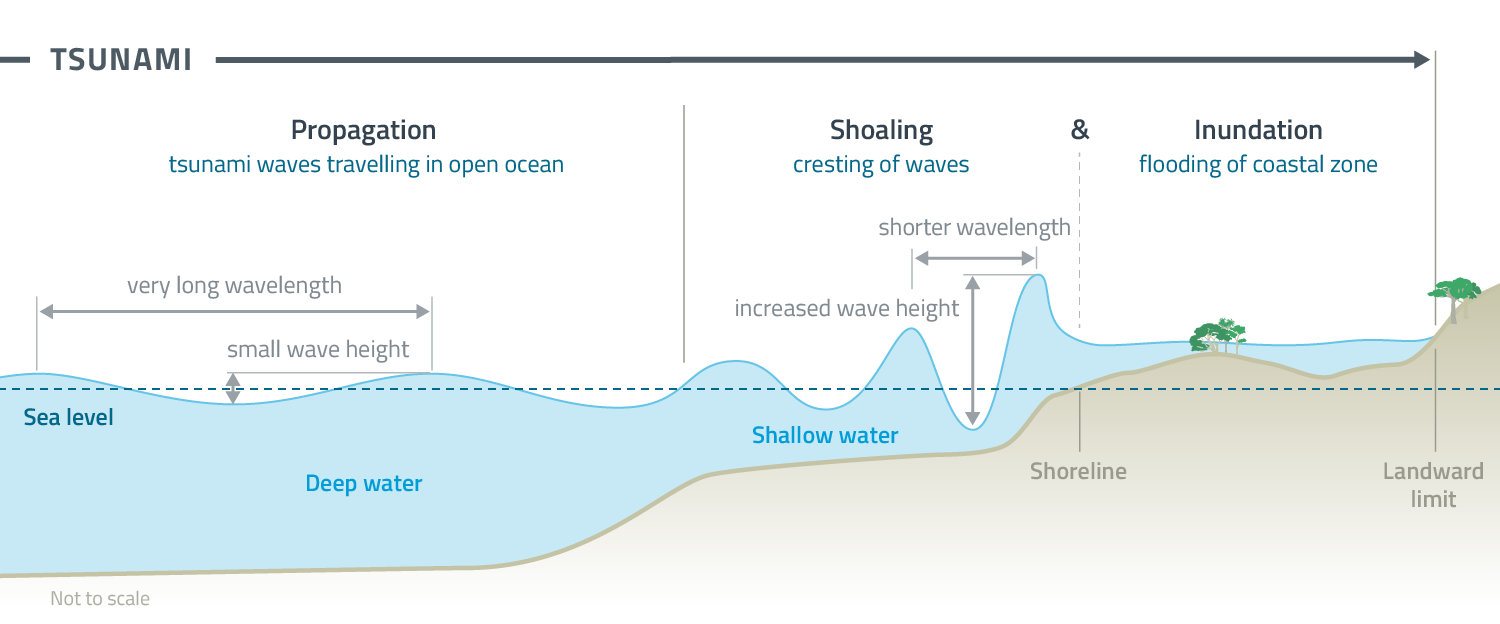 TSUNAMI
Propagation
tsunami waves travelling in open ocean
Shoaling
cresting of waves
&
Inundation
flooding of coastal zone
shorter wavelength
very long wavelength
increased wave height
small wave height
Sea level
Shallow water
Deep water
Shoreline
Landward
limit
Not to scale